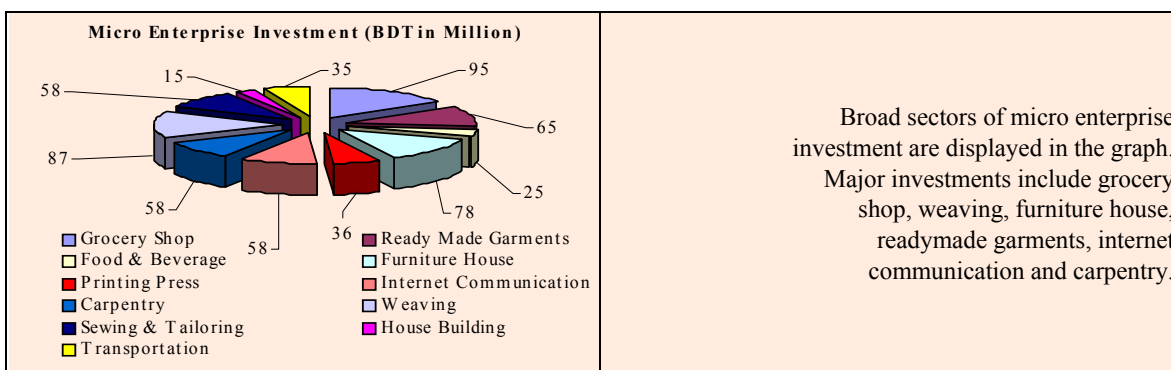 Micro Enterprise Investment (BDT in Million)
15
35
95
58
65
87
25
58
58
36
78
Grocery Shop
Ready Made Garments
Food & Beverage
Furniture House
Printing Press
Internet Communication
Carpentry
Weaving
Sewing & Tailoring
House Building
Transportation
Broad sectors of micro enterprise
investment are displayed in the graph.
Major investments include grocery
shop, weaving, furniture house,
readymade garments, internet
communication and carpentry.